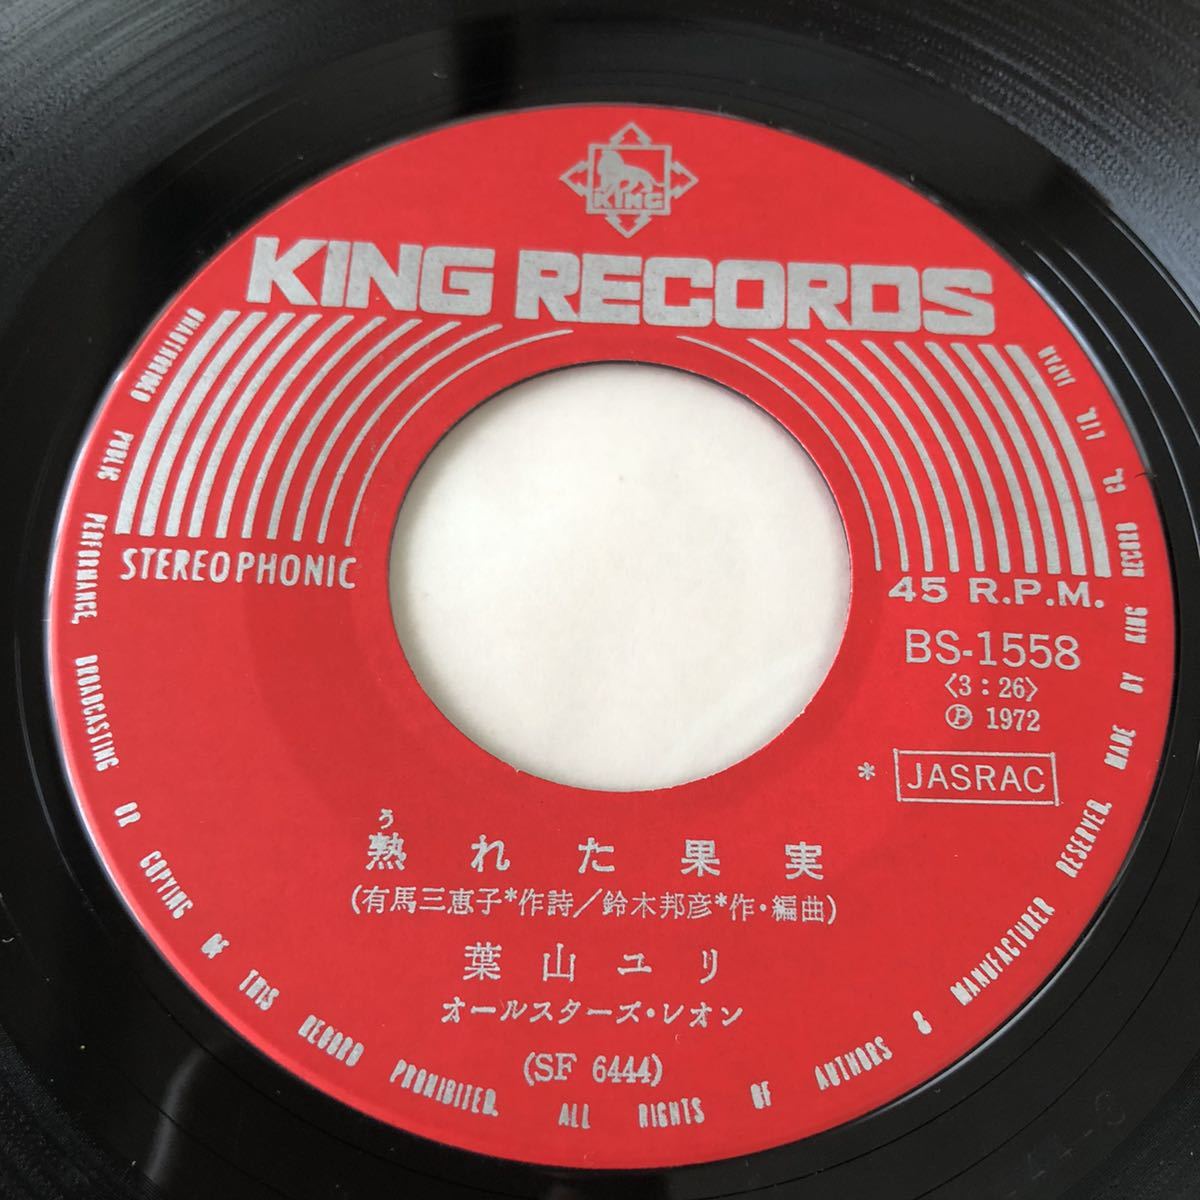 KING
KING RECORDS
STEREOPHONIC
45 R.P.M.
BS-1558
〈3:26〉
Ⓟ 1972
* JASRAC
う
熟れた果実
(有馬三恵子*作詩/鈴木邦彦*作・編曲)
葉山ユリ
オールスターズ・レオン
(SF 6444)
UNAUTHORIZED PUBLIC PERFORMANCE, BROADCASTING OR COPYING OF THIS RECORD PROHIBITED. ALL RIGHTS OF AUTHORS & MANUFACTURER RESERVED. MADE BY KING RECORD Co., LTD. JAPAN